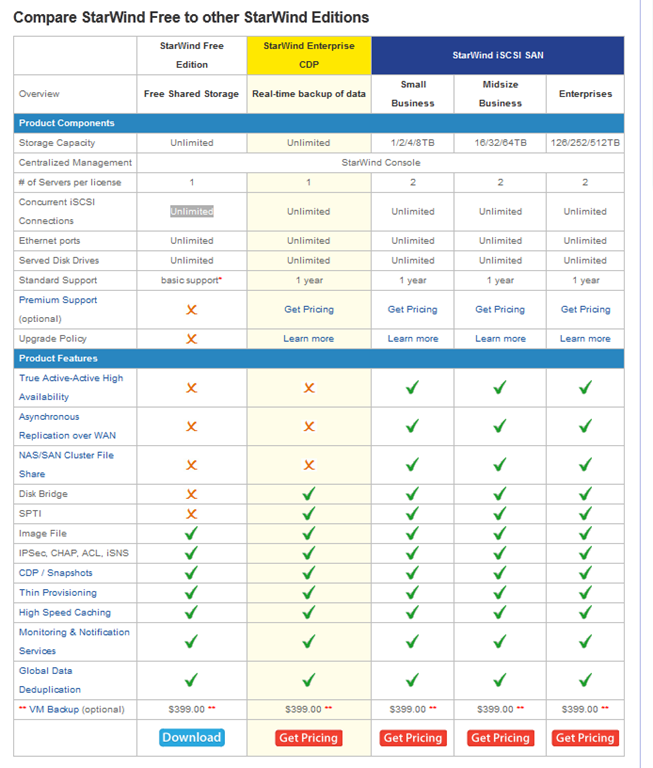 Compare StarWind Free to other StarWind Editions
StarWind Free Edition StarWind Enterprise CDP StarWind iSCSI SAN
Overview Free Shared Storage Real-time backup of data Small Business Midsize Business Enterprises
Product Components
Storage Capacity Unlimited Unlimited 1/2/4/8TB 16/32/64TB 126/252/512TB
Centralized Management StarWind Console
# of Servers per license 1 1 2 2 2
Concurrent iSCSI Connections Unlimited Unlimited Unlimited Unlimited Unlimited
Ethernet ports Unlimited Unlimited Unlimited Unlimited Unlimited
Served Disk Drives Unlimited Unlimited Unlimited Unlimited Unlimited
Standard Support basic support* 1 year 1 year 1 year 1 year
Premium Support (optional) Get Pricing Get Pricing Get Pricing Get Pricing
Upgrade Policy Learn more Learn more Learn more Learn more
Product Features
True Active-Active High Availability
Asynchronous Replication over WAN
NAS/SAN Cluster File Share
Disk Bridge
SPTI
Image File
IPSec, CHAP, ACL, iSNS
CDP / Snapshots
Thin Provisioning
High Speed Caching
Monitoring & Notification Services
Global Data Deduplication
** VM Backup (optional) $399.00 ** $399.00 ** $399.00 ** $399.00 ** $399.00 **
Download Get Pricing Get Pricing Get Pricing Get Pricing